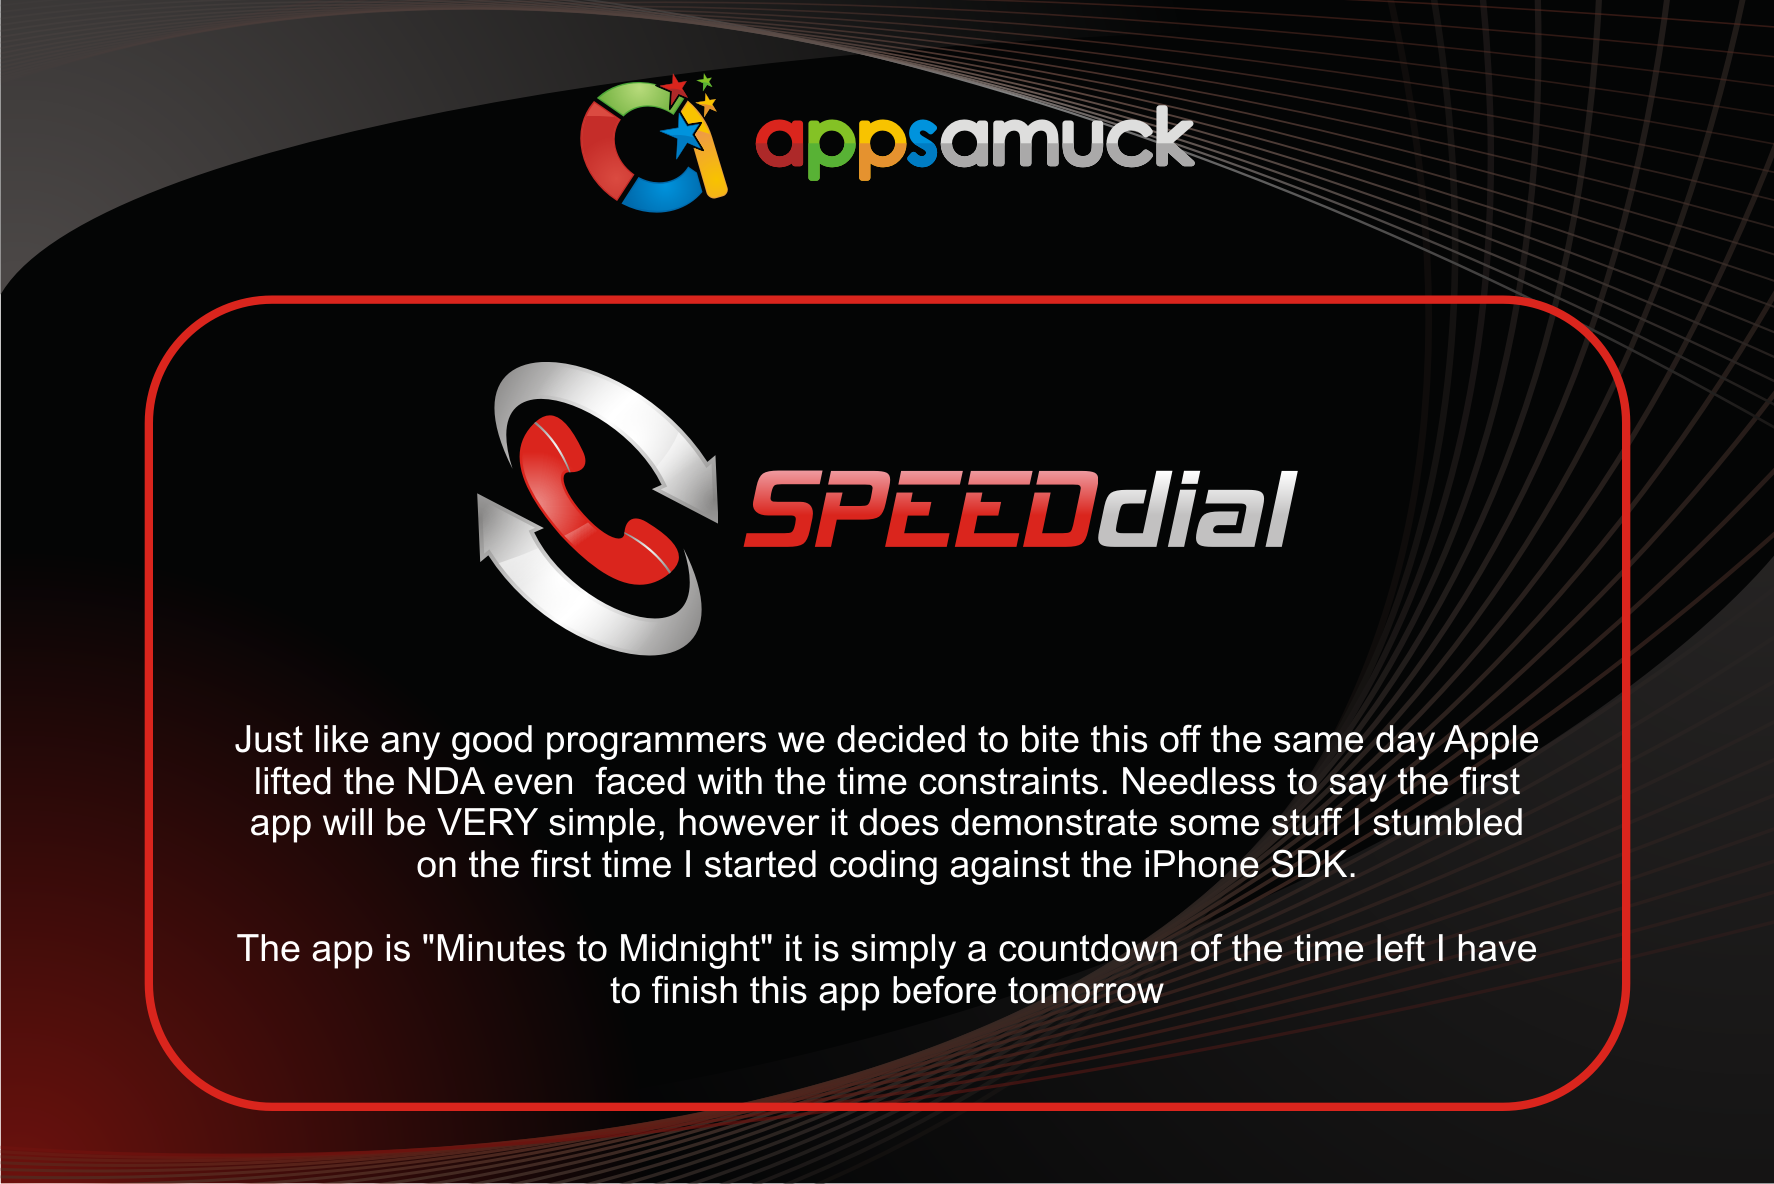 appsamuck
SPEEDdial
Just like any good programmers we decided to bite this off the same day Apple
lifted the NDA even  faced with the time constraints. Needless to say the first
app will be VERY simple, however it does demonstrate some stuff I stumbled
on the first time I started coding against the iPhone SDK.
The app is "Minutes to Midnight" it is simply a countdown of the time left I have
to finish this app before tomorrow